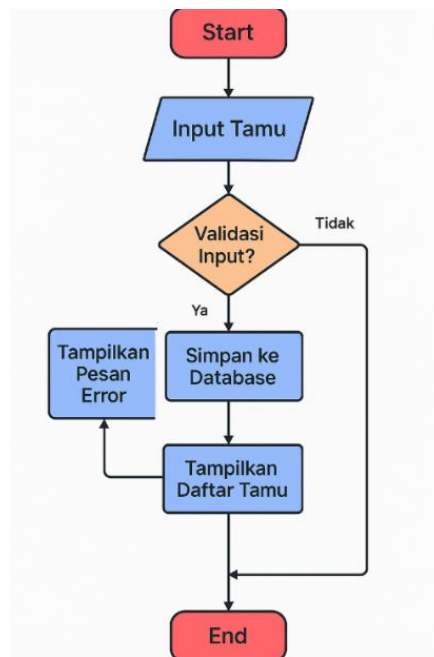 Start
Input Tamu
Validasi
Input?
Tidak
Ya
Tampilkan
Pesan
Error
Simpan ke
Database
Tampilkan
Daftar Tamu
End